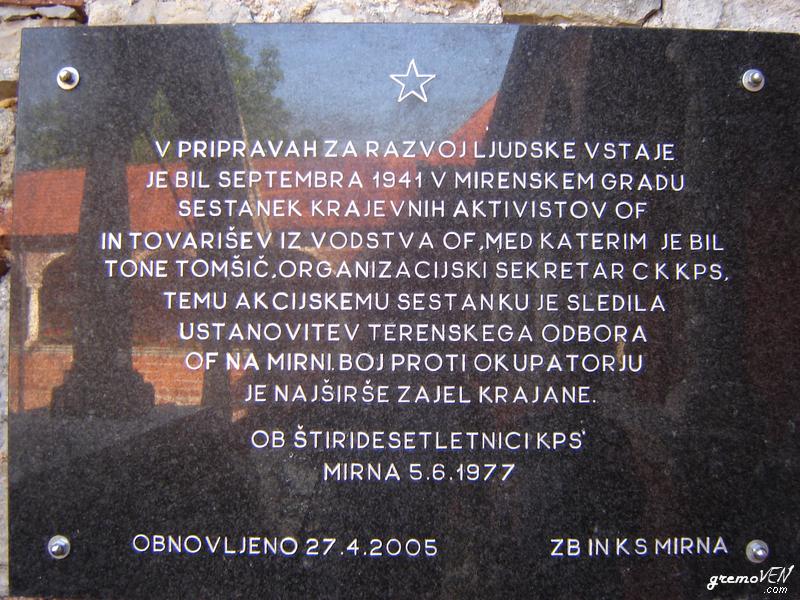 V PRIPRAVAH ZA RAZVOJ LJUDSKE VSTAJE
JE BIL SEPTEMBRA 1941 V MIRENSKEM GRADU
SESTANEK KRAJEVNIH AKTIVISTOV OF
IN TOVARIŠEV IZ VODSTVA OF, MED KATERIM JE BIL
TONE TOMŠIČ, ORGANIZACIJSKI SEKRETAR CK KPS,
TEMU AKCIJSKEMU SESTANKU JE SLEDILA
USTANOVITEV TERENSKEGA ODBORA
OF NA MIRNI. BOJ PROTI OKUPATORJU
JE NAJŠIRŠE ZAJEL KRAJANE.
OB ŠTIRIDESETLETNICI KPS
MIRNA 5.6.1977
OBNOVLJENO 27.4.2005 ZB IN KS MIRNA
gremoVEN
.com